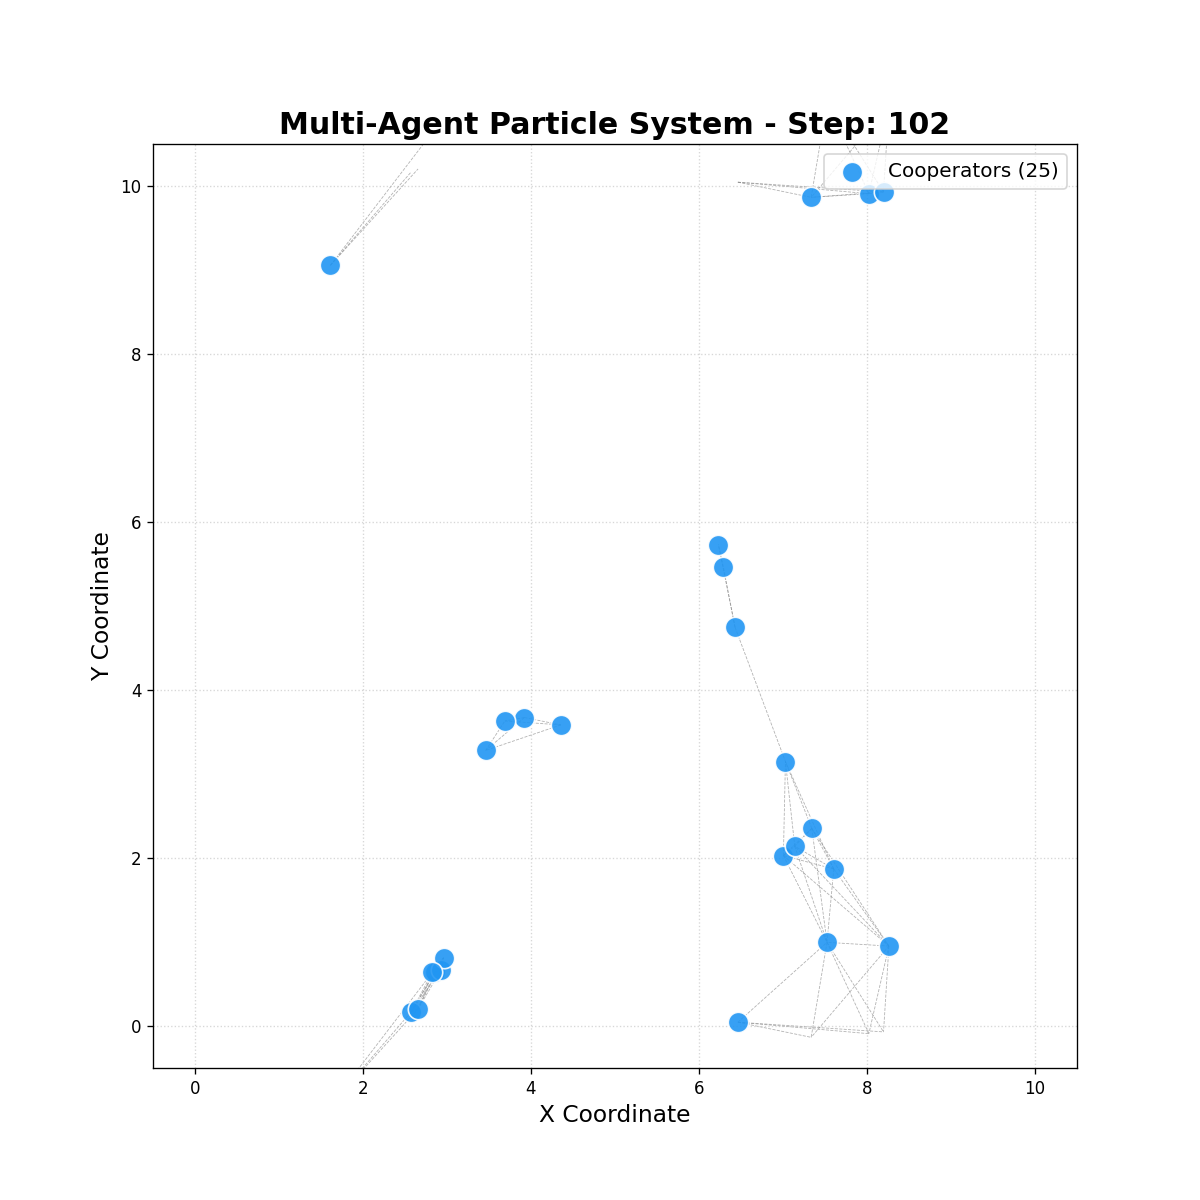 Multi-Agent Particle System - Step: 102
Cooperators (25)
10
8
6
4
2
0
Y Coordinate
0 2 4 6 8 10
X Coordinate